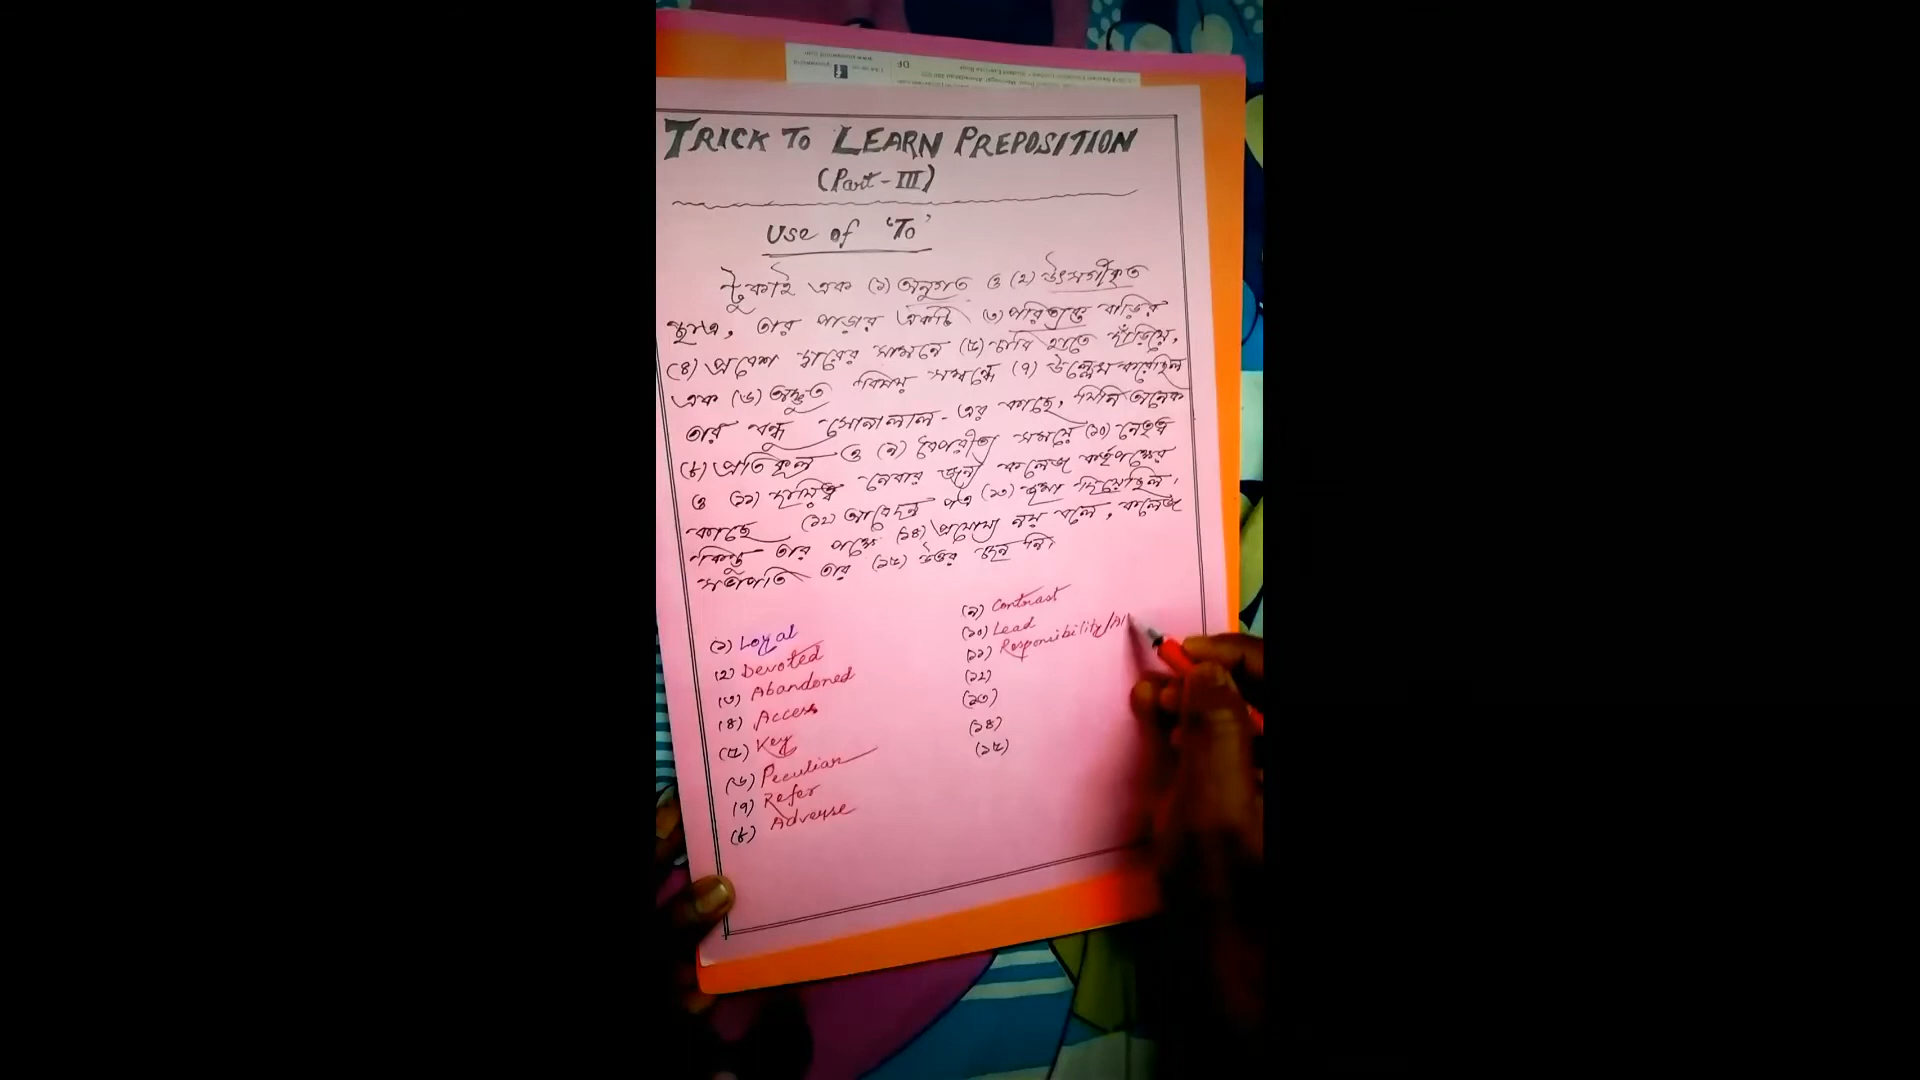 TRICK TO LEARN PREPOSITION
(Part-III)
Use of 'To'
টুকাই এক (১) অনুগত ও (২) উৎসর্গীকৃত
ছাত্র, তার পাড়ার একটি (৩) পরিত্যক্ত বাড়ির
(৪) প্রবেশ দ্বারের সামনে (৫) চাবি হাতে দাঁড়িয়ে,
এক (৬) অদ্ভুত বিষয় সম্বন্ধে (৭) উল্লেখ করেছিল
তার বন্ধু সোনালাল-এর কাছে, যিনি অনেক
(৮) প্রতিকূল ও (৯) বৈপরীত্য সময়ে (১০) নেতৃত্ব
ও (১১) দায়িত্ব নেবার জন্য কলেজ কর্তৃপক্ষের
কাছে (১২) আবেদন পত্র (১৩) জমা দিয়েছিল,
কিন্তু তার পক্ষে (১৪) প্রযোজ্য নয় বলে, কলেজ
সভাপতি তার (১৫) উত্তর দেন নি।
(১) Loyal
(২) Devoted
(৩) Abandoned
(৪) Access
(৫) Key
(৬) Peculiar
(৭) Refer
(৮) Adverse
(৯) Contrast
(১০) Lead
(১১) Responsibility/Al
(১২)
(১৩)
(১৪)
(১৫)